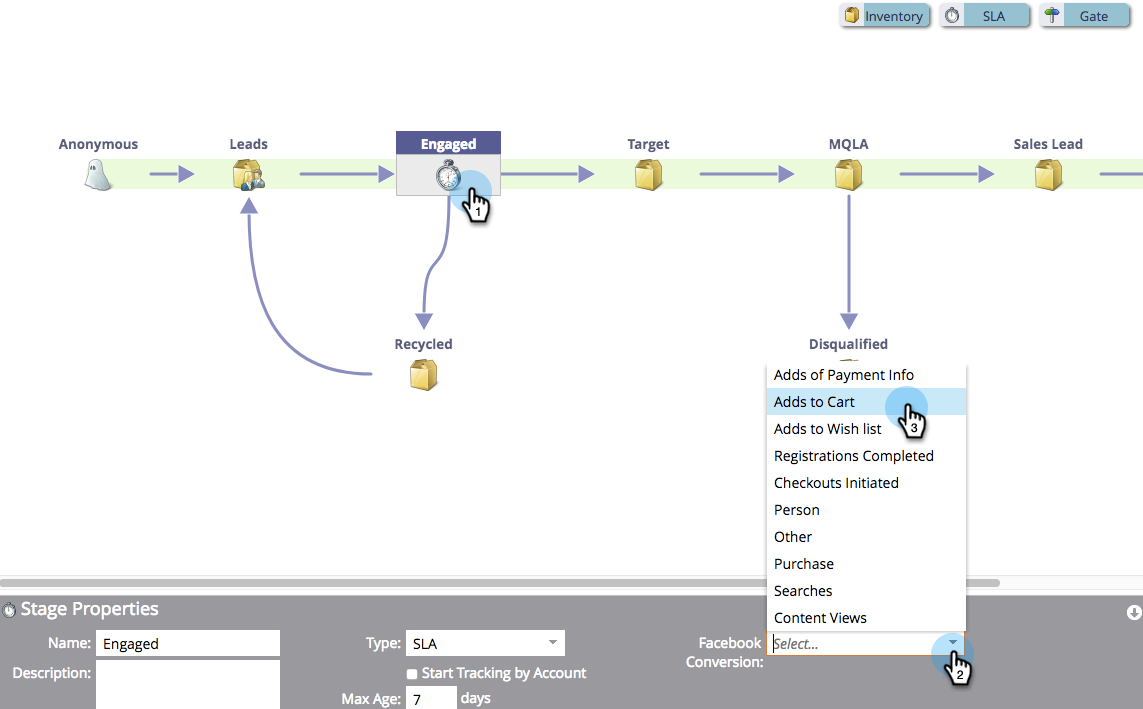 Inventory
SLA
Gate
Anonymous
Leads
Engaged
Target
MQLA
Sales Lead
1
Recycled
Disqualified
Adds of Payment Info
Adds to Cart
3
Adds to Wish list
Registrations Completed
Checkouts Initiated
Person
Other
Purchase
Searches
Content Views
Stage Properties
Name: Engaged
Type: SLA
Facebook Conversion: Select...
2
Description:
Start Tracking by Account
Max Age: 7 days